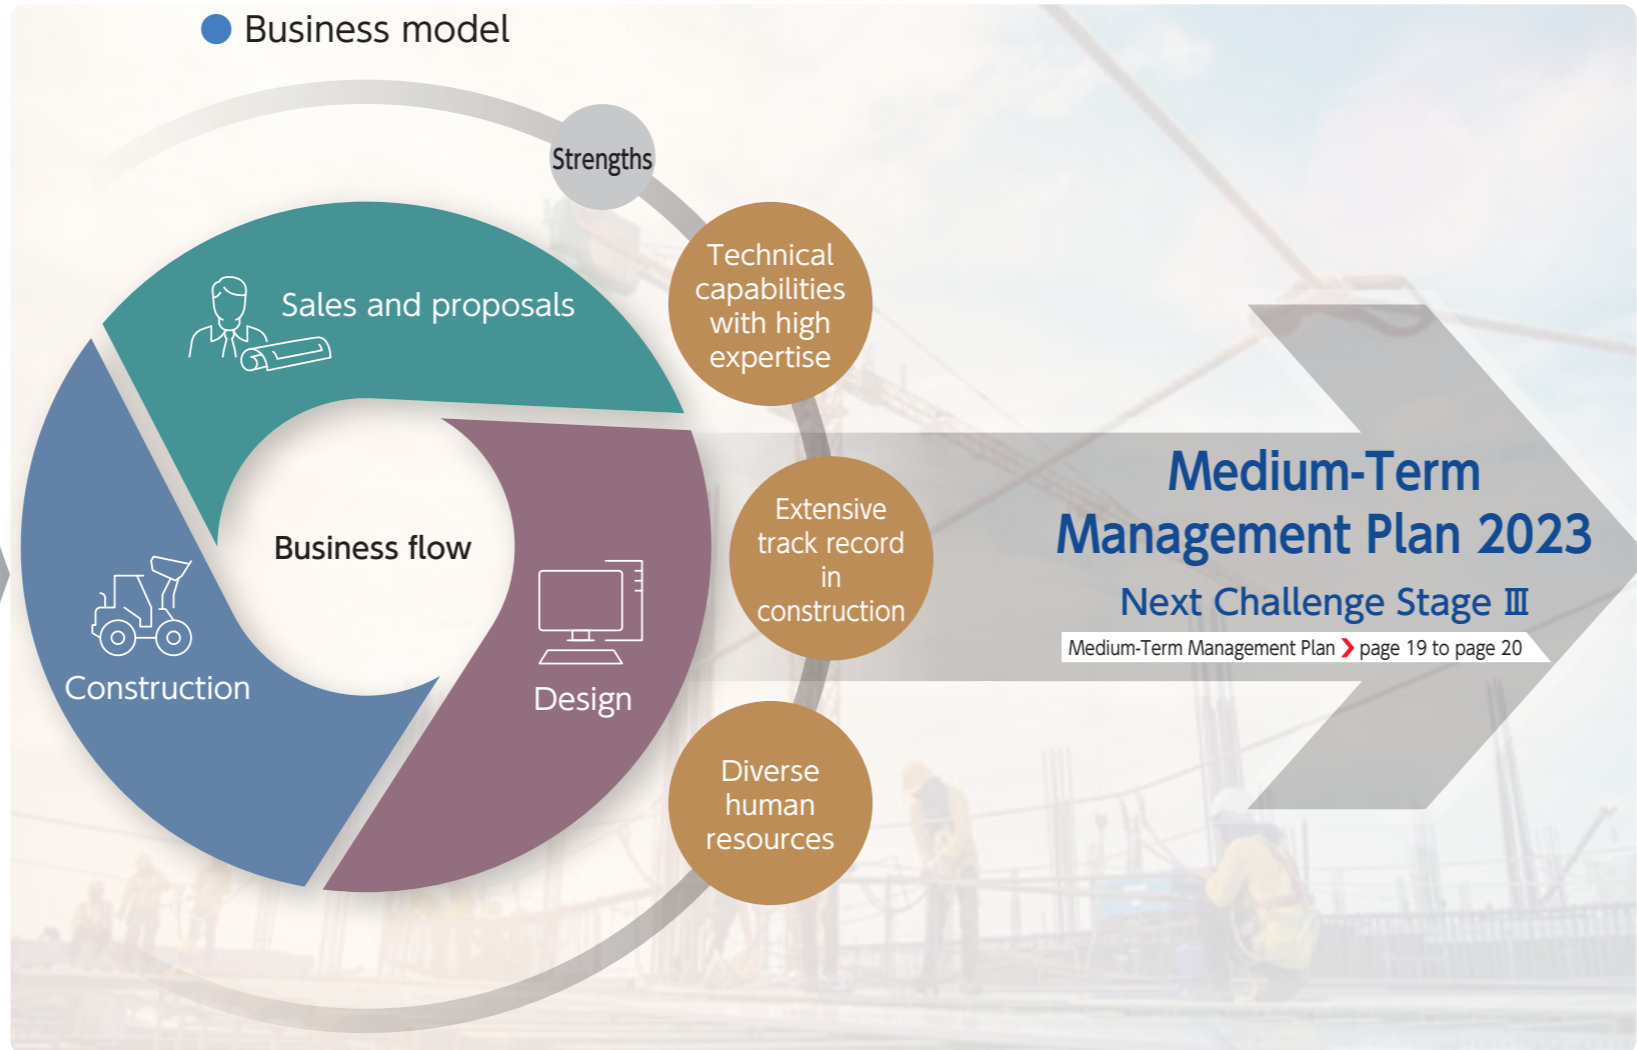 Business model
Strengths
Technical
capabilities
with high
expertise
Sales and proposals
Business flow
Extensive
track record
in
construction
Construction
Design
Diverse
human
resources
Medium-Term
Management Plan 2023
Next Challenge Stage Ⅲ
Medium-Term Management Plan ❯ page 19 to page 20